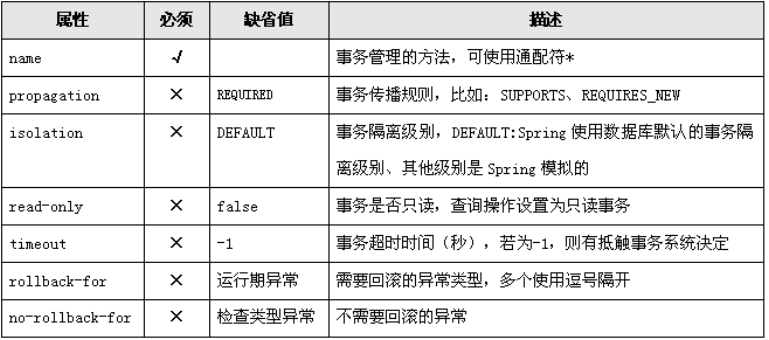 属性 必须 缺省值 描述
name √ 事务管理的方法，可使用通配符*
propagation × REQUIRED 事务传播规则，比如：SUPPORTS、REQUIRES_NEW
isolation × DEFAULT 事务隔离级别，DEFAULT:Spring 使用数据库默认的事务隔
离级别、其他级别是 Spring 模拟的
read-only × false 事务是否只读，查询操作设置为只读事务
timeout × -1 事务超时时间（秒），若为-1，则有抵触事务系统决定
rollback-for × 运行期异常 需要回滚的异常类型，多个使用逗号隔开
no-rollback-for × 检查类型异常 不需要回滚的异常